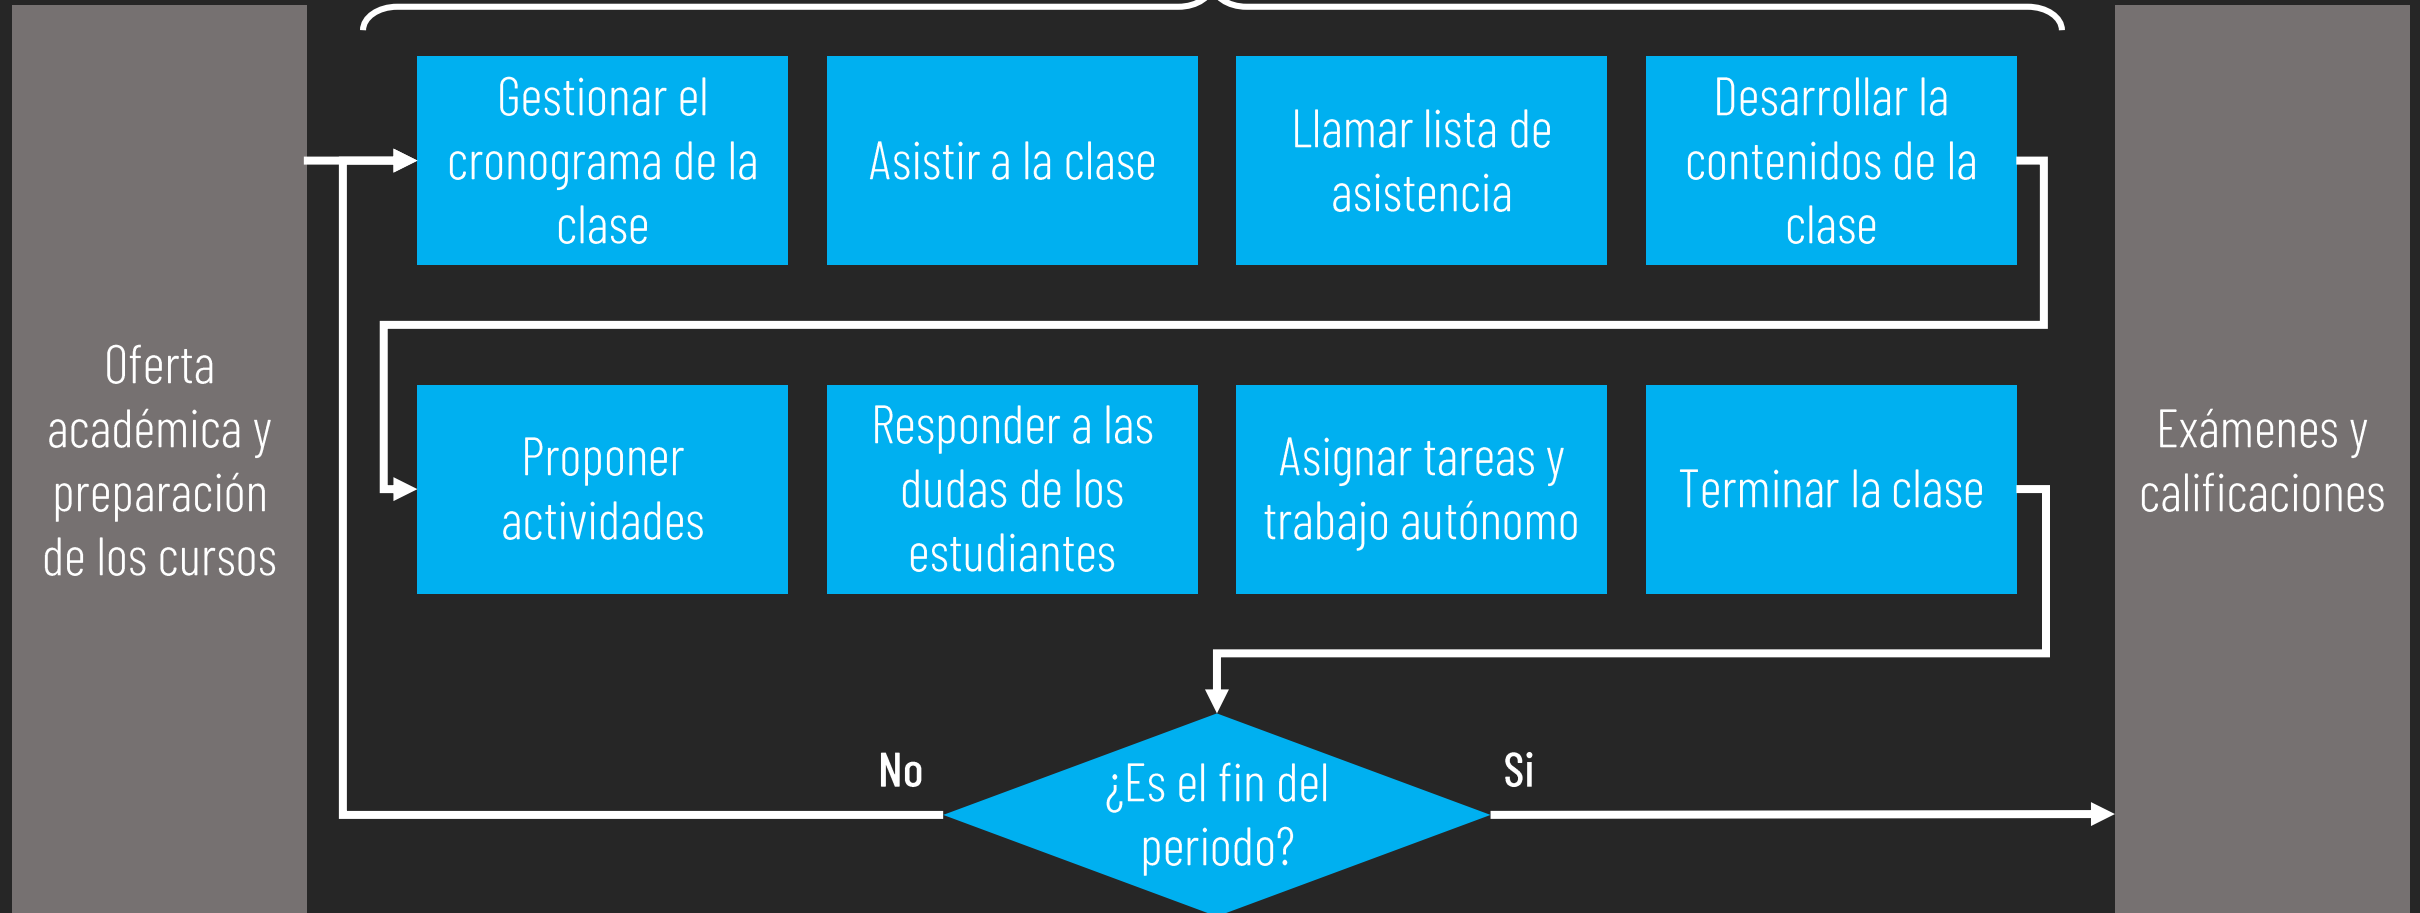 Gestionar el
cronograma de la
clase
Asistir a la clase
Llamar lista de
asistencia
Desarrollar la
contenidos de la
clase
Oferta
académica y
preparación
de los cursos
Proponer
actividades
Responder a las
dudas de los
estudiantes
Asignar tareas y
trabajo autónomo
Terminar la clase
Exámenes y
calificaciones
No
¿Es el fin del
periodo?
Si